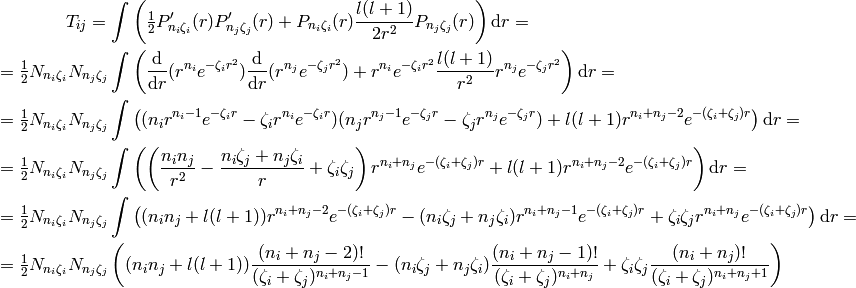 T_{ij} = \int \left( \tfrac{1}{2} P'_{n_i\zeta_i}(r) P'_{n_j\zeta_j}(r) + P_{n_i\zeta_i}(r) \frac{l(l+1)}{2r^2} P_{n_j\zeta_j}(r) \right) \mathrm{d}r =
= \tfrac{1}{2} N_{n_i\zeta_i} N_{n_j\zeta_j} \int \left( \frac{\mathrm{d}}{\mathrm{d}r} (r^{n_i} e^{-\zeta_i r^2}) \frac{\mathrm{d}}{\mathrm{d}r} (r^{n_j} e^{-\zeta_j r^2}) + r^{n_i} e^{-\zeta_i r^2} \frac{l(l+1)}{r^2} r^{n_j} e^{-\zeta_j r^2} \right) \mathrm{d}r =
= \tfrac{1}{2} N_{n_i\zeta_i} N_{n_j\zeta_j} \int \left( (n_i r^{n_i-1} e^{-\zeta_i r} - \zeta_i r^{n_i} e^{-\zeta_i r}) (n_j r^{n_j-1} e^{-\zeta_j r} - \zeta_j r^{n_j} e^{-\zeta_j r}) + l(l+1) r^{n_i+n_j-2} e^{-(\zeta_i+\zeta_j)r} \right) \mathrm{d}r =
= \tfrac{1}{2} N_{n_i\zeta_i} N_{n_j\zeta_j} \int \left( \left( \frac{n_i n_j}{r^2} - \frac{n_i\zeta_j + n_j\zeta_i}{r} + \zeta_i\zeta_j \right) r^{n_i+n_j} e^{-(\zeta_i+\zeta_j)r} + l(l+1) r^{n_i+n_j-2} e^{-(\zeta_i+\zeta_j)r} \right) \mathrm{d}r =
= \tfrac{1}{2} N_{n_i\zeta_i} N_{n_j\zeta_j} \int \left( (n_i n_j + l(l+1)) r^{n_i+n_j-2} e^{-(\zeta_i+\zeta_j)r} - (n_i\zeta_j + n_j\zeta_i) r^{n_i+n_j-1} e^{-(\zeta_i+\zeta_j)r} + \zeta_i\zeta_j r^{n_i+n_j} e^{-(\zeta_i+\zeta_j)r} \right) \mathrm{d}r =
= \tfrac{1}{2} N_{n_i\zeta_i} N_{n_j\zeta_j} \left( (n_i n_j + l(l+1)) \frac{(n_i+n_j-2)!}{(\zeta_i+\zeta_j)^{n_i+n_j-1}} - (n_i\zeta_j + n_j\zeta_i) \frac{(n_i+n_j-1)!}{(\zeta_i+\zeta_j)^{n_i+n_j}} + \zeta_i\zeta_j \frac{(n_i+n_j)!}{(\zeta_i+\zeta_j)^{n_i+n_j+1}} \right)